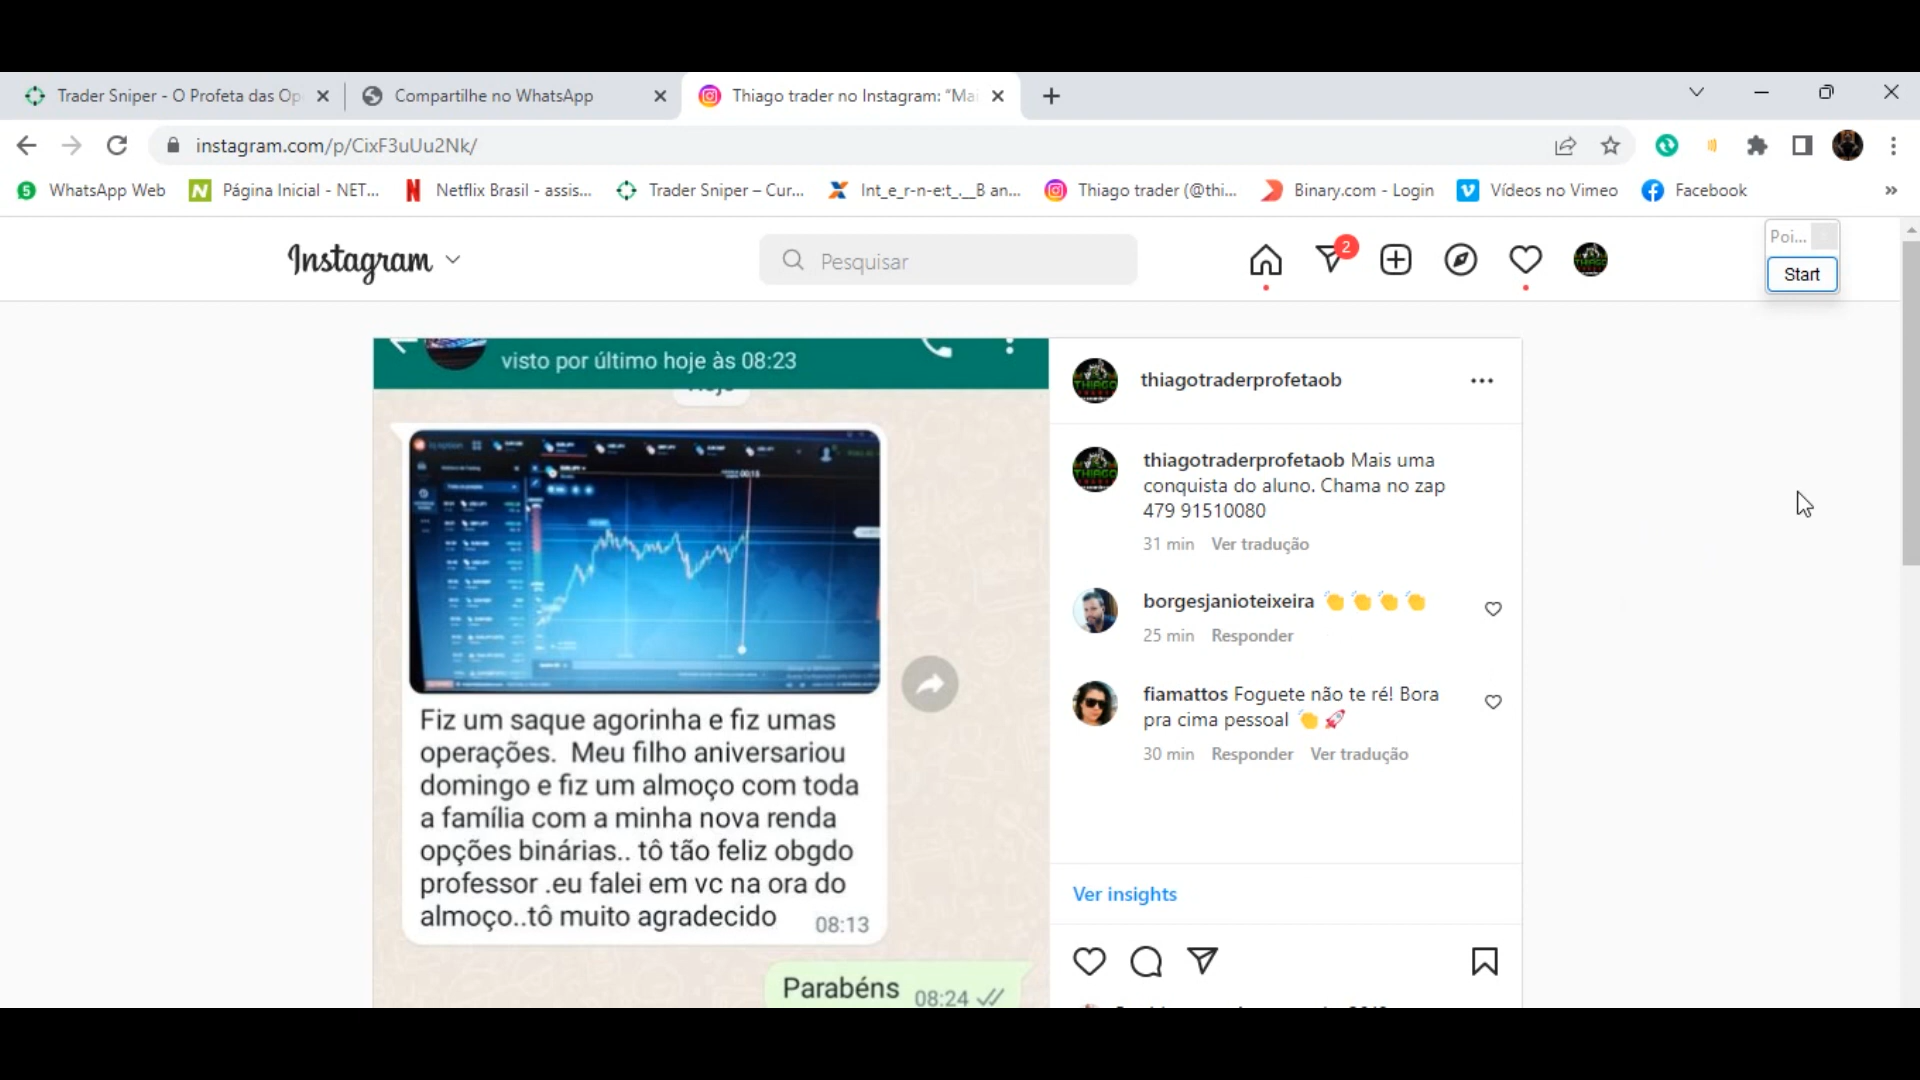 Trader Sniper - O Profeta das Op
Compartilhe no WhatsApp
Thiago trader no Instagram: “Mai
instagram.com/p/CixF3uUu2Nk/
WhatsApp Web
Página Inicial - NET...
Netflix Brasil - assis...
Trader Sniper – Cur...
Int_e_r-n-e:t_.__B an...
Thiago trader (@thi...
Binary.com - Login
Vídeos no Vimeo
Facebook
»
Instagram
Pesquisar
2
Poi...
Start
visto por último hoje às 08:23
Fiz um saque agorinha e fiz umas
operações. Meu filho aniversariou
domingo e fiz um almoço com toda
a família com a minha nova renda
opções binárias.. tô tão feliz obgdo
professor .eu falei em vc na ora do
almoço..tô muito agradecido
08:13
Parabéns 08:24
thiagotraderprofetaob
thiagotraderprofetaob Mais uma
conquista do aluno. Chama no zap
479 91510080
31 min Ver tradução
borgesjanioteixeira 👏👏👏👏
25 min Responder
fiamattos Foguete não te ré! Bora
pra cima pessoal 👏🚀
30 min Responder Ver tradução
Ver insights